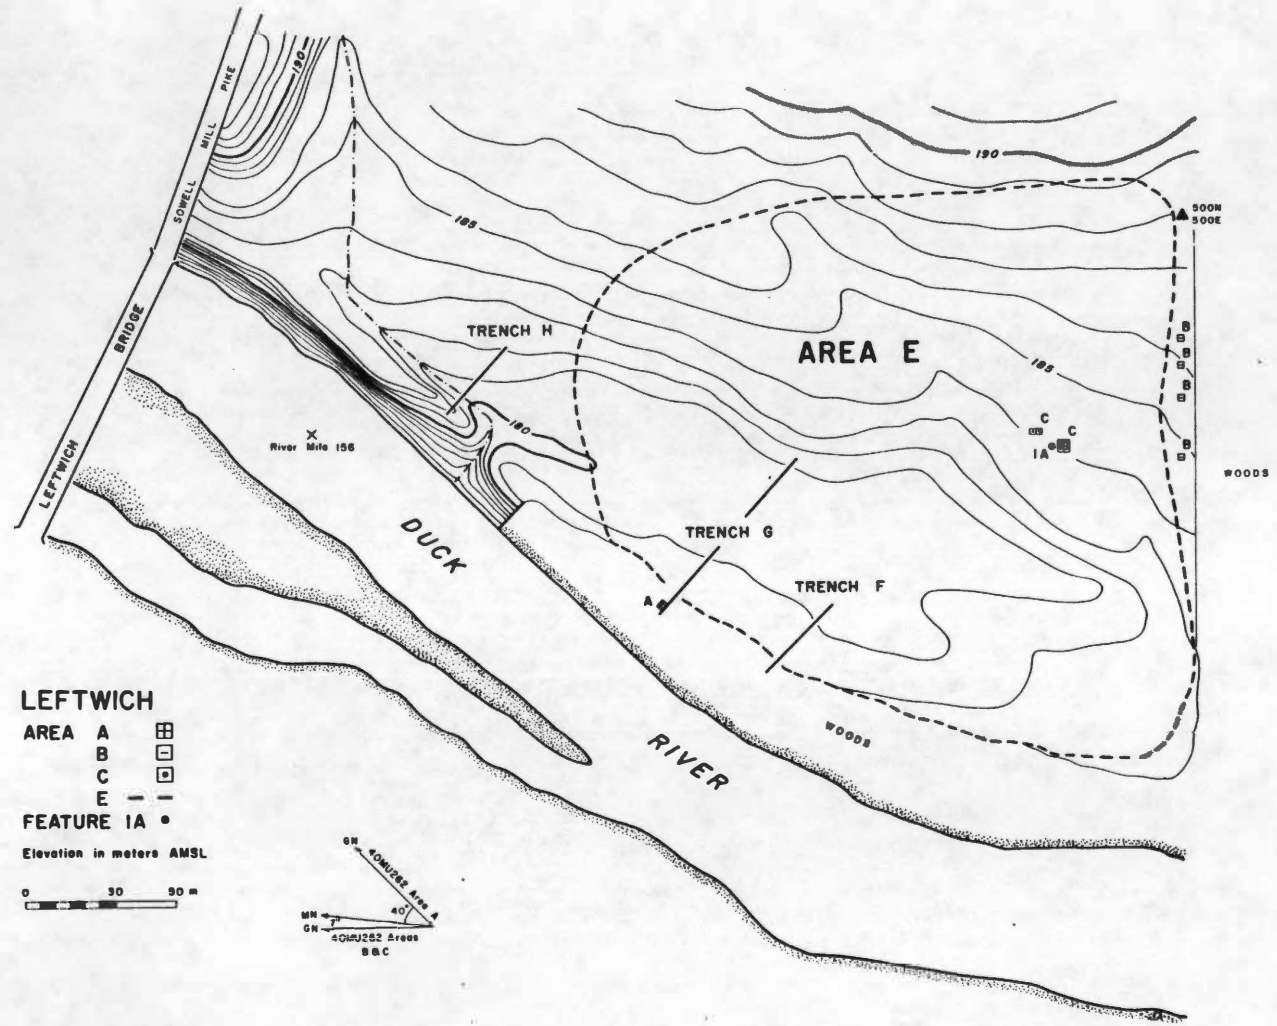 190
PIKE
MILL
SOWELL
BRIDGE
LEFTWICH
190
500N
500E
185
TRENCH H
AREA E
185
B
B
B
B
C
C
1A
180
River Mile 156
WOODS
DUCK
TRENCH G
TRENCH F
A
RIVER
WOODS
LEFTWICH
AREA A
B
C
E
FEATURE 1A
Elevation in meters AMSL
0 90 m
GN 40MU262 Area A
40°
MN
7°
GN
40MU262 Areas
B&C